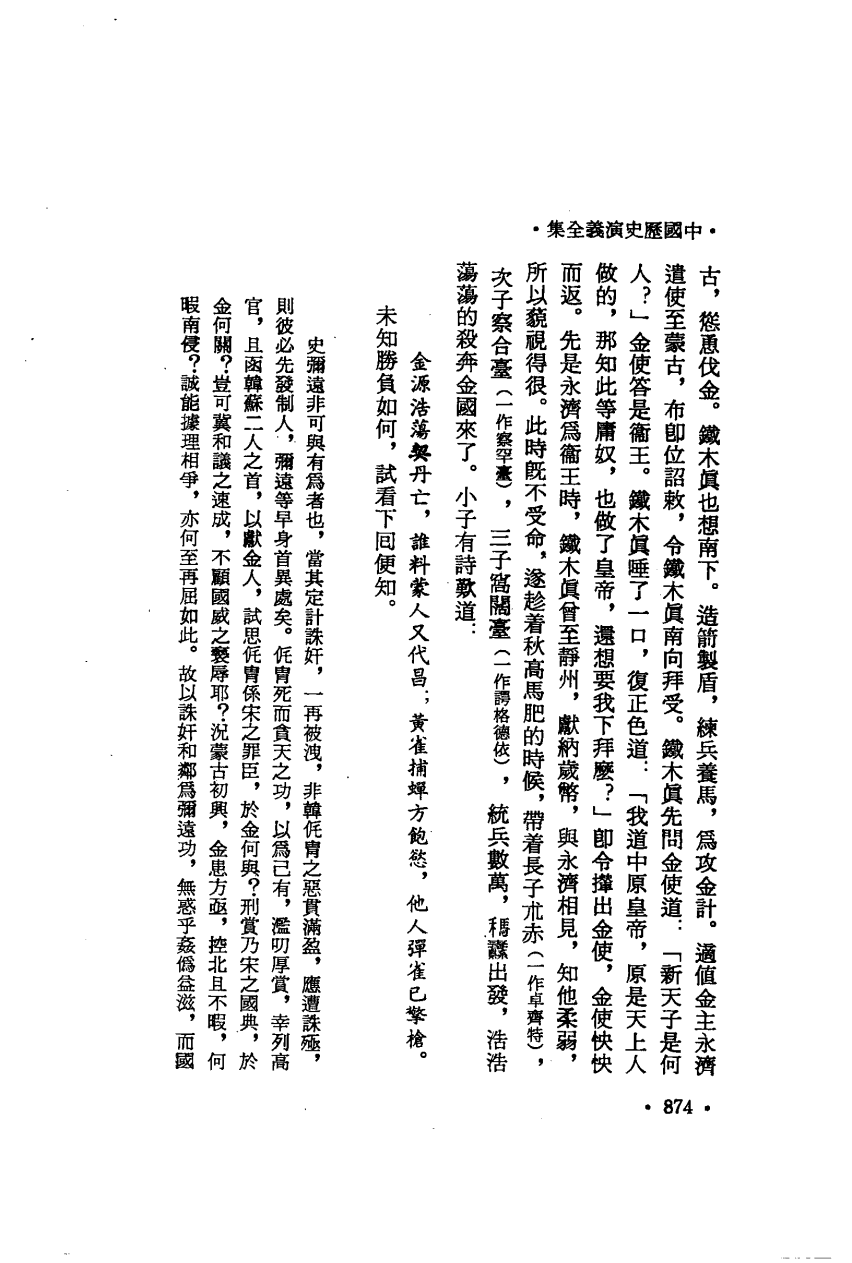 •中國歷史演義全集•
古，慫恿伐金。鐵木眞也想南下。造箭製盾，練兵養馬，爲攻金計。適值金主永濟
遣使至蒙古，布卽位詔敕，令鐵木眞南向拜受。鐵木眞先問金使道：「新天子是何
人？」金使答是衞王。鐵木眞唾了一口，復正色道：「我道中原皇帝，原是天上人
做的，那知此等庸奴，也做了皇帝，還想要我下拜麼？」卽令攆出金使，金使怏怏
而返。先是永濟爲衞王時，鐵木眞曾至靜州，獻納歲幣，與永濟相見，知他柔弱，
所以藐視得很。此時旣不受命，遂趁着秋高馬肥的時候，帶着長子朮赤（一作卓齊特），
次子察合臺（一作察罕臺），三子窩闊臺（一作諤格德依），統兵數萬，禡纛出發，浩浩
蕩蕩的殺奔金國來了。小子有詩歎道：
金源浩蕩契丹亡，誰料蒙人又代昌；黃雀捕蟬方飽慾，他人彈雀已擎槍。
未知勝負如何，試看下回便知。
史彌遠非可與有爲者也，當其定計誅奸，一再被洩，非韓侂胄之惡貫滿盈，應遭誅殛，
則彼必先發制人，彌遠等早身首異處矣。侂胄死而貪天之功，以爲己有，濫叨厚賞，幸列高
官，且函韓蘇二人之首，以獻金人，試思侂胄係宋之罪臣，於金何與？刑賞乃宋之國典，於
金何關？豈可冀和議之速成，不顧國威之褻辱耶？況蒙古初興，金患方亟，控北且不暇，何
暇南侵？誠能據理相爭，亦何至再屈如此。故以誅奸和鄰爲彌遠功，無惑乎姦僞益滋，而國
•874•